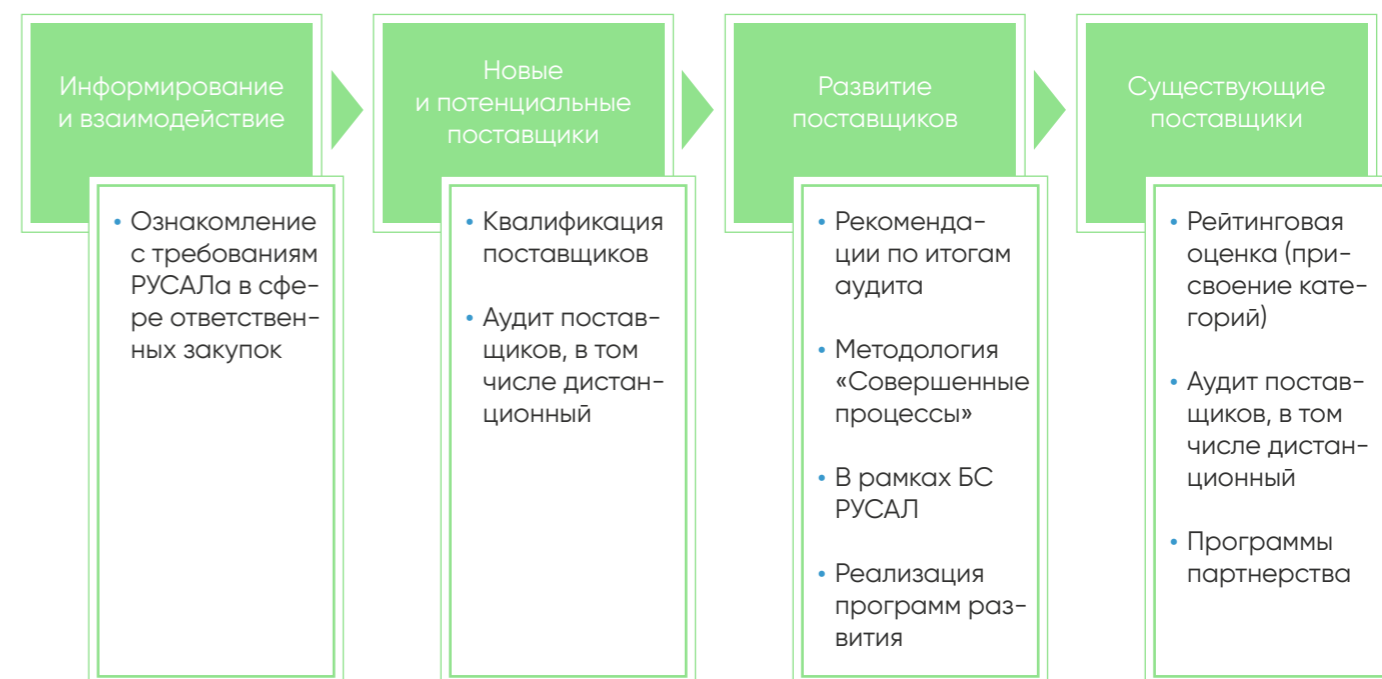 Информирование
и взаимодействие
• Ознакомление
с требованиям
РУСАЛа в сфе-
ре ответствен-
ных закупок
Новые
и потенциальные
поставщики
• Квалификация
поставщиков
• Аудит постав-
щиков, в том
числе дистан-
ционный
Развитие
поставщиков
• Рекоменда-
ции по итогам
аудита
• Методология
«Совершенные
процессы»
• В рамках БС
РУСАЛ
• Реализация
программ раз-
вития
Существующие
поставщики
• Рейтинговая
оценка (при-
своение кате-
горий)
• Аудит постав-
щиков, в том
числе дистан-
ционный
• Программы
партнерства